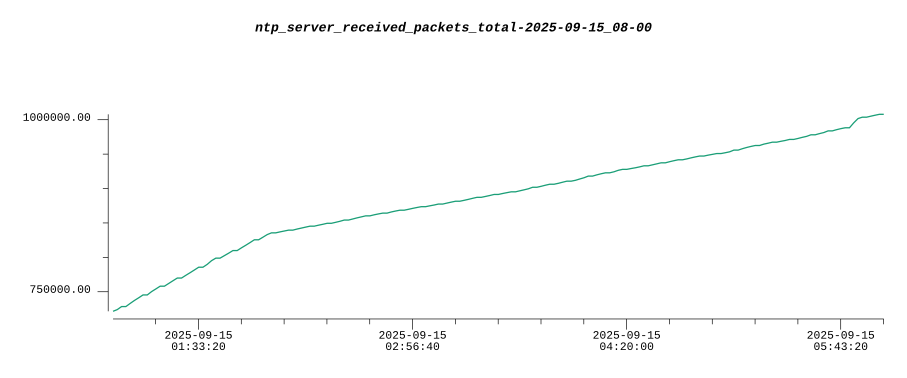 ntp_server_received_packets_total-2025-09-15_08-00
1000000.00
750000.00
2025-09-15 2025-09-15 2025-09-15 2025-09-15
01:33:20 02:56:40 04:20:00 05:43:20